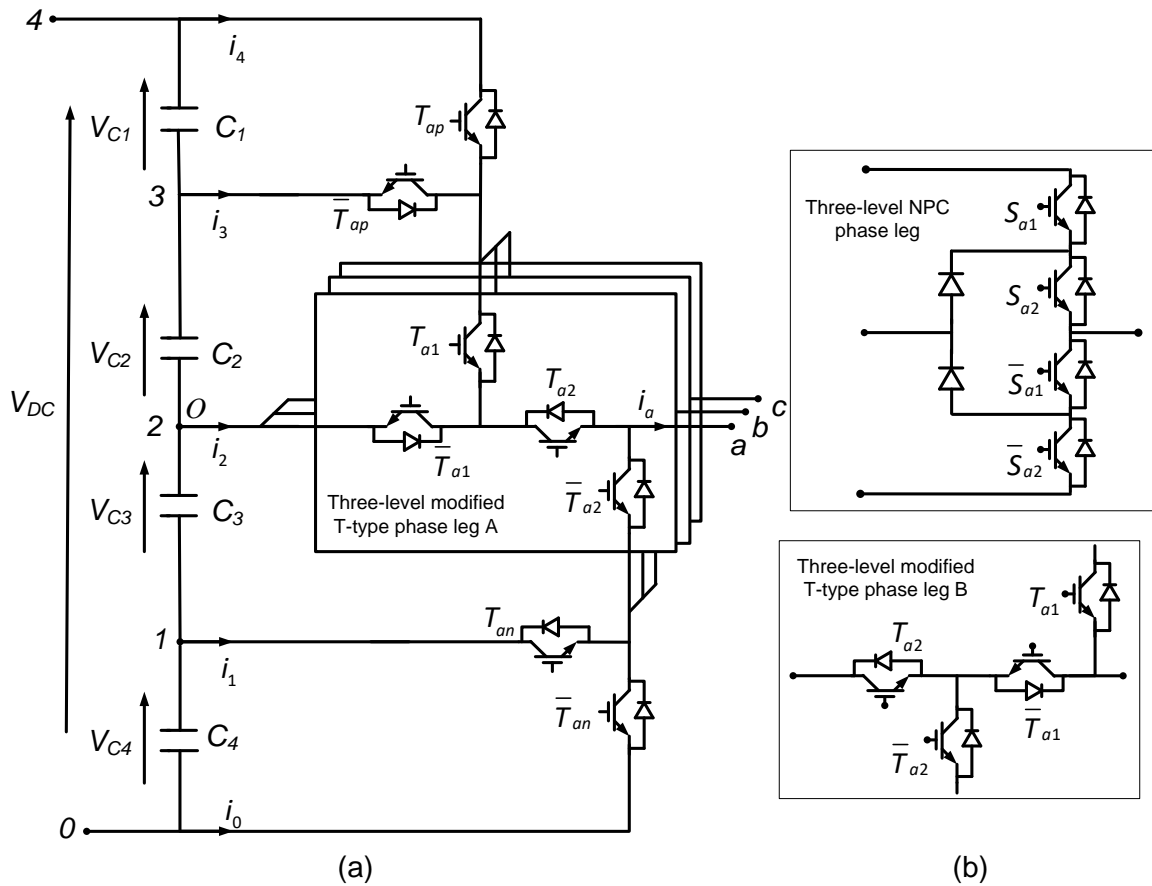 4
i4
VC1
C1
Tap
3
i3
T̅ap
VDC
VC2
C2
Ta1
Ta2
ia
c
b
a
2
O
i2
T̅a1
T̅a2
Three-level modified
T-type phase leg A
VC3
C3
1
i1
Tan
T̅an
VC4
C4
0
i0
(a)
Three-level NPC
phase leg
Sa1
Sa2
S̅a1
S̅a2
Three-level modified
T-type phase leg B
Ta1
Ta2
T̅a1
T̅a2
(b)